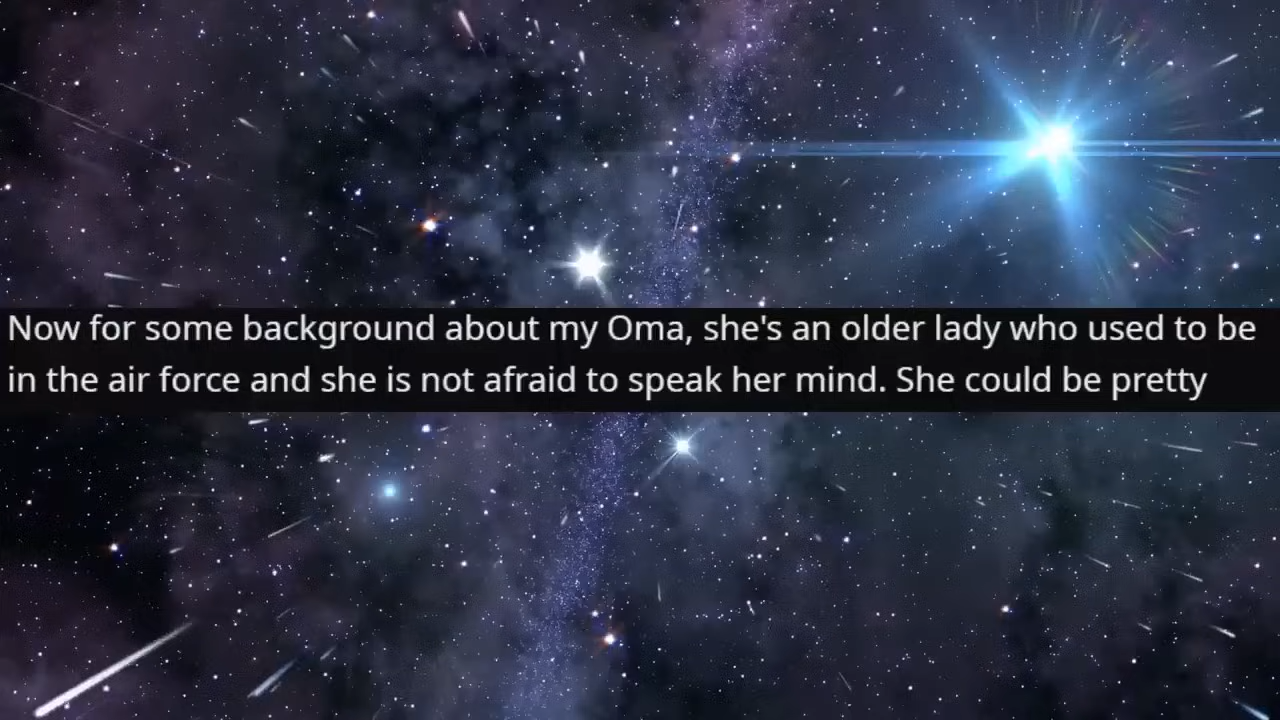 Now for some background about my Oma, she's an older lady who used to be
in the air force and she is not afraid to speak her mind. She could be pretty